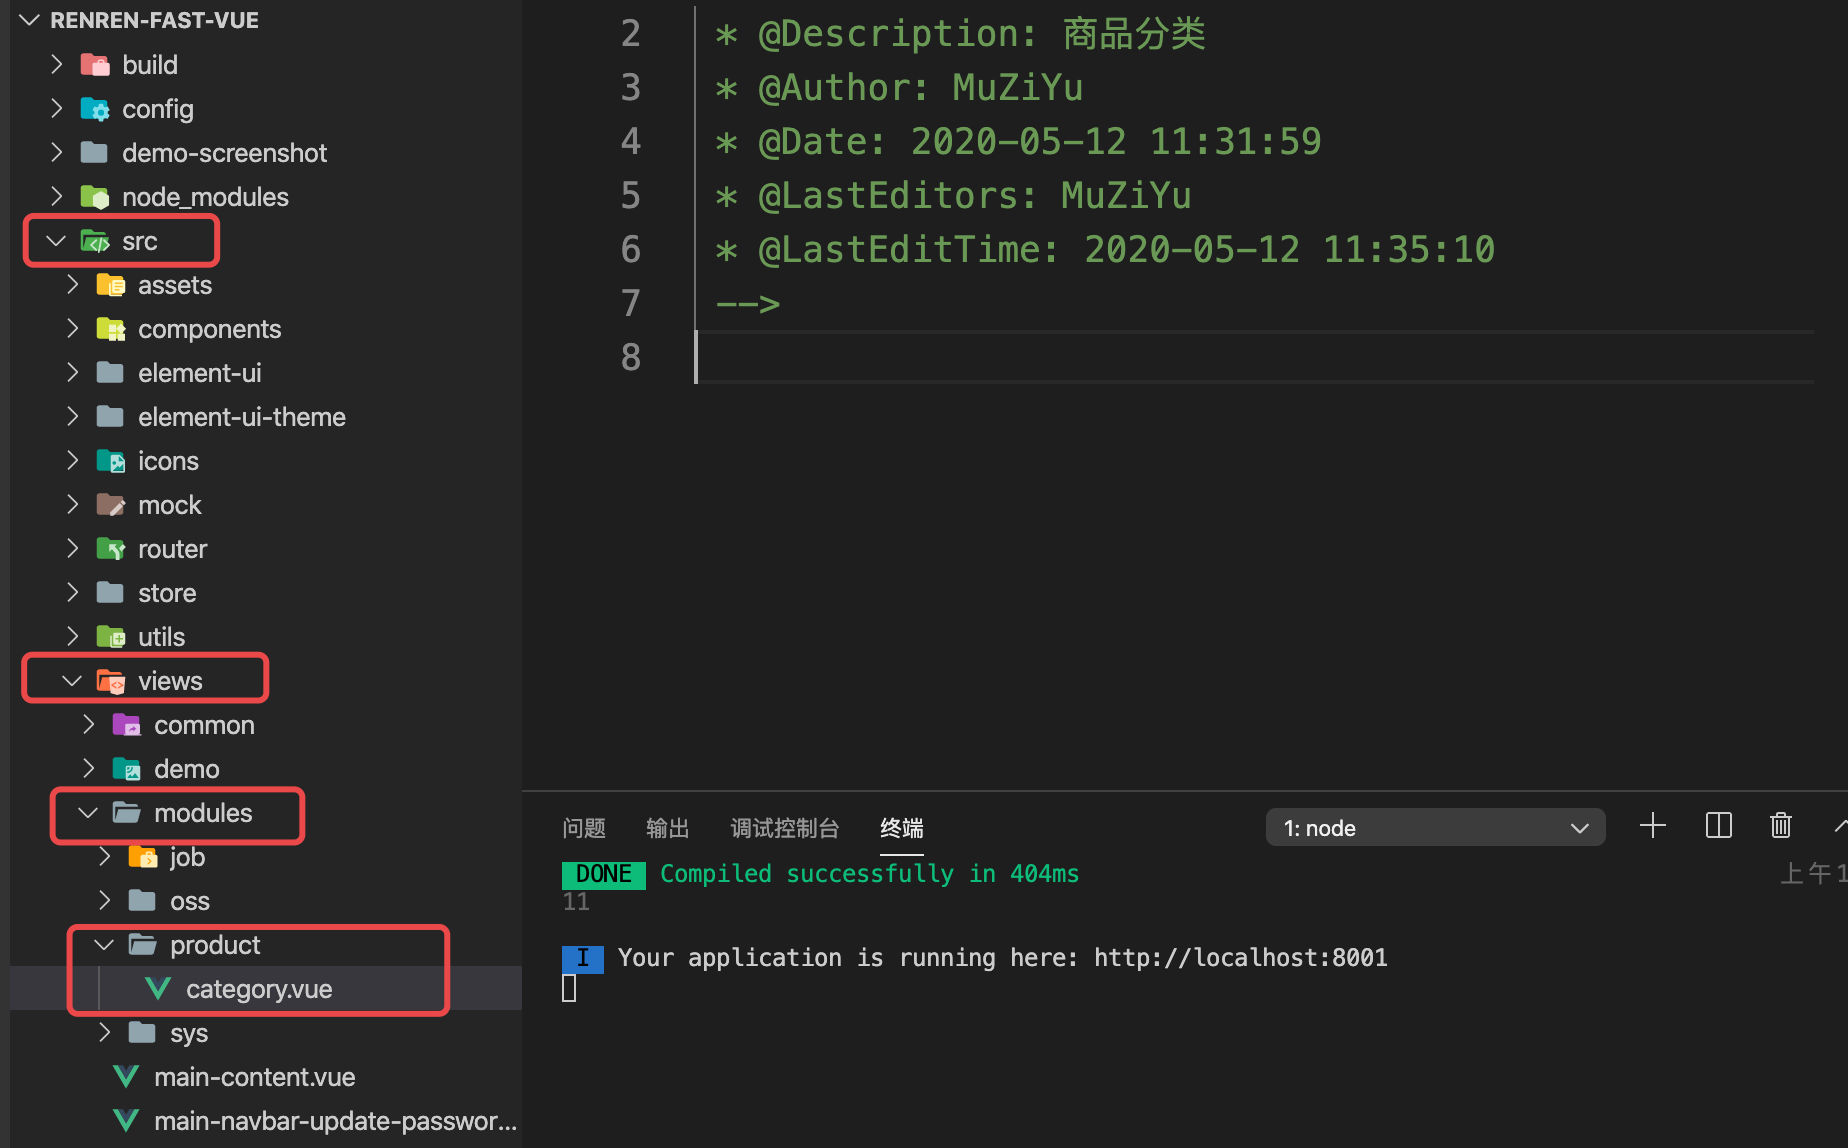 RENREN-FAST-VUE
build
config
demo-screenshot
node_modules
src
assets
components
element-ui
element-ui-theme
icons
mock
router
store
utils
views
common
demo
modules
job
oss
product
category.vue
sys
main-content.vue
main-navbar-update-passwor...
2 * @Description: 商品分类
3 * @Author: MuZiYu
4 * @Date: 2020-05-12 11:31:59
5 * @LastEditors: MuZiYu
6 * @LastEditTime: 2020-05-12 11:35:10
7 -->
8
问题 输出 调试控制台 终端 1: node
DONE Compiled successfully in 404ms 上午1
11
I Your application is running here: http://localhost:8001